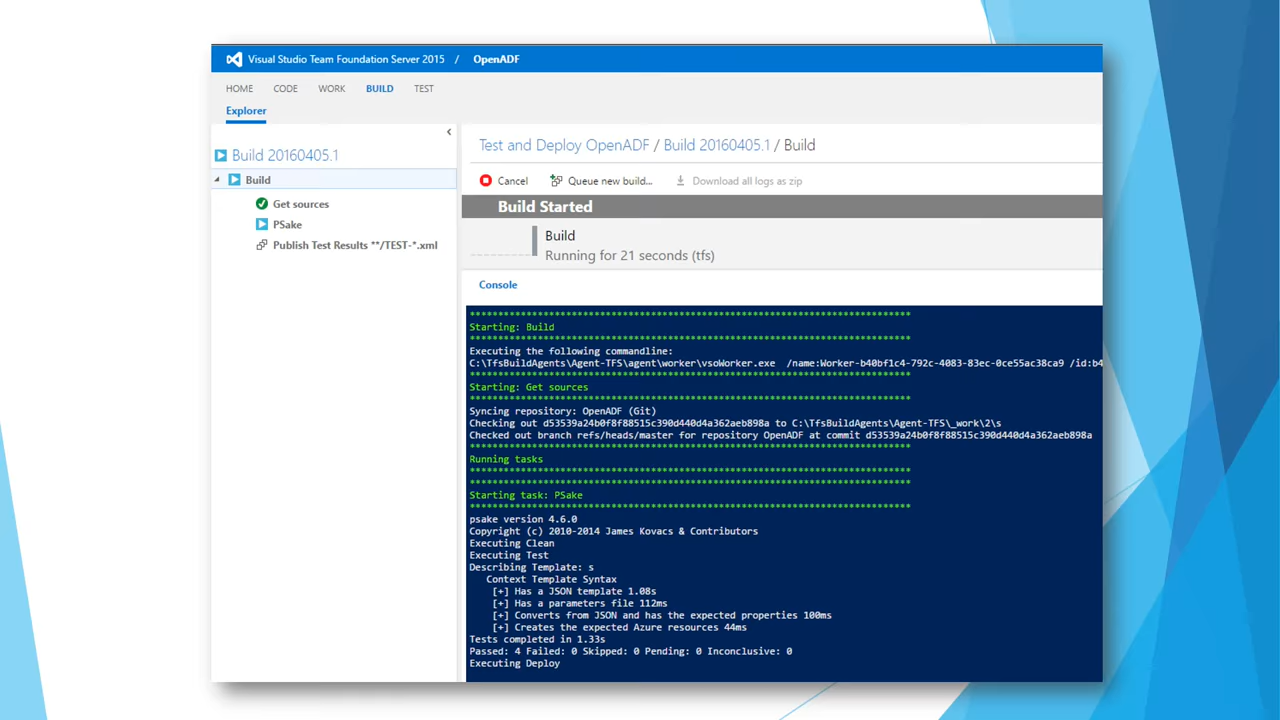 Visual Studio Team Foundation Server 2015 / OpenADF
HOME CODE WORK BUILD TEST
Explorer
Build 20160405.1
Build
Get sources
PSake
Publish Test Results **/TEST-*.xml
Test and Deploy OpenADF / Build 20160405.1 / Build
Cancel Queue new build... Download all logs as zip
Build Started
Build
Running for 21 seconds (tfs)
Console
******************************************************************************
Starting: Build
******************************************************************************
Executing the following commandline:
C:\TfsBuildAgents\Agent-TFS\agent\worker\vsoWorker.exe /name:Worker-b40bf1c4-792c-4083-83ec-0ce55ac38ca9 /id:b4
******************************************************************************
Starting: Get sources
******************************************************************************
Syncing repository: OpenADF (Git)
Checking out d53539a24b0f8f88515c390d440d4a362aeb898a to C:\TfsBuildAgents\Agent-TFS\_work\2\s
Checked out branch refs/heads/master for repository OpenADF at commit d53539a24b0f8f88515c390d440d4a362aeb898a
******************************************************************************
Running tasks
******************************************************************************
******************************************************************************
Starting task: PSake
******************************************************************************
psake version 4.6.0
Copyright (c) 2010-2014 James Kovacs & Contributors
Executing Clean
Executing Test
Describing Template: s
Context Template Syntax
[+] Has a JSON template 1.08s
[+] Has a parameters file 112ms
[+] Converts from JSON and has the expected properties 100ms
[+] Creates the expected Azure resources 44ms
Tests completed in 1.33s
Passed: 4 Failed: 0 Skipped: 0 Pending: 0 Inconclusive: 0
Executing Deploy